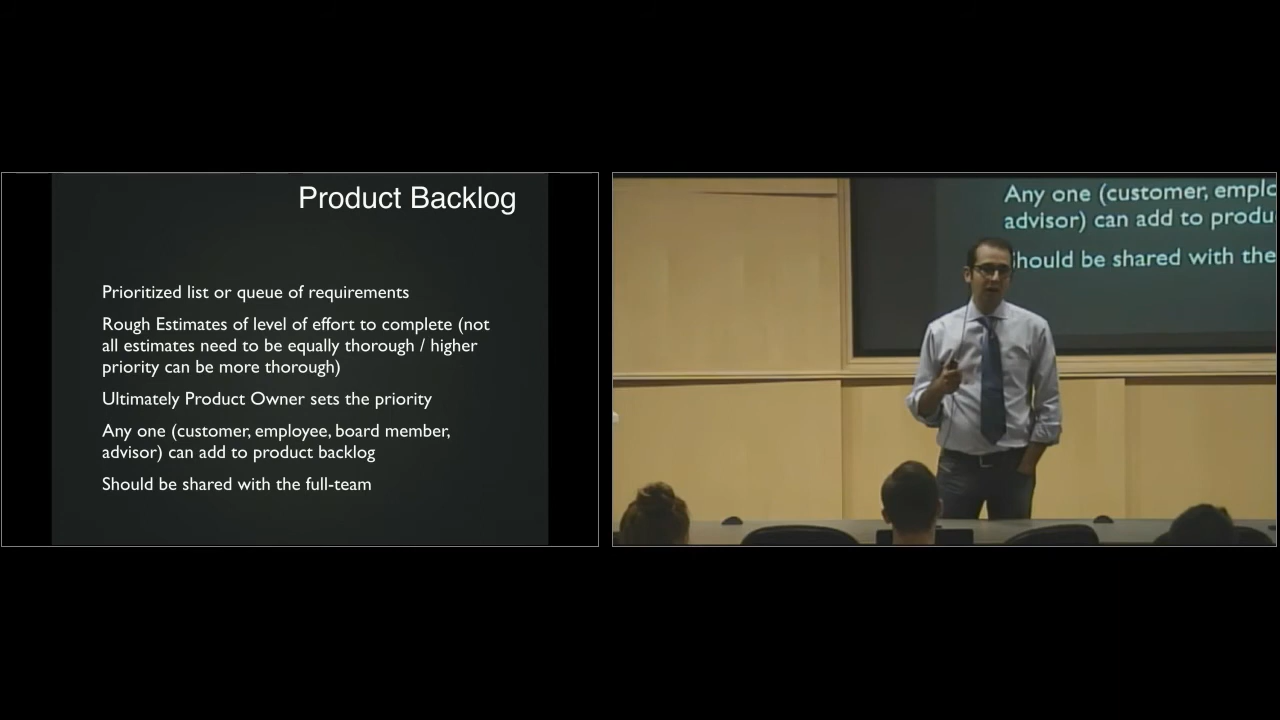 Product Backlog
Prioritized list or queue of requirements
Rough Estimates of level of effort to complete (not
all estimates need to be equally thorough / higher
priority can be more thorough)
Ultimately Product Owner sets the priority
Any one (customer, employee, board member,
advisor) can add to product backlog
Should be shared with the full-team
Any one (customer, emplo
advisor) can add to produ
Should be shared with the